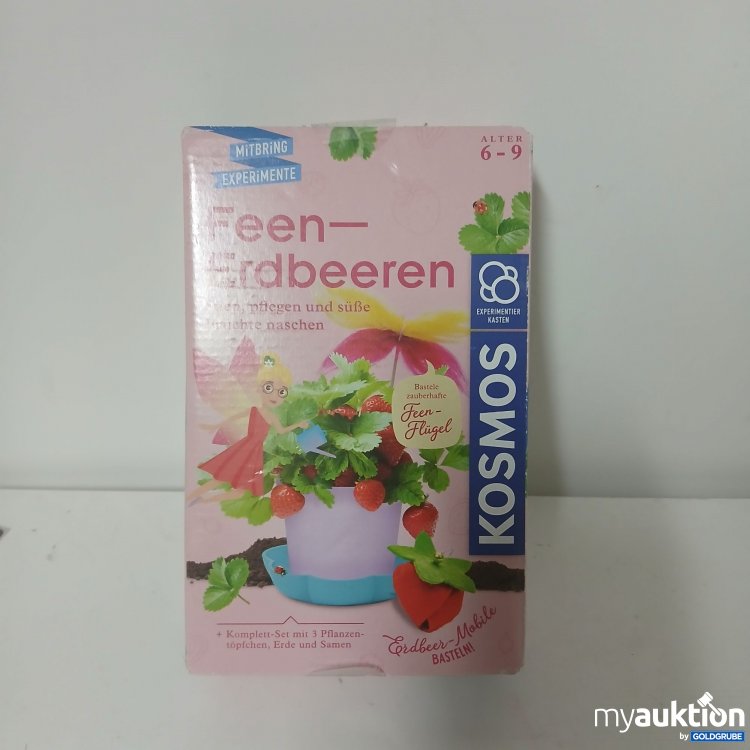 MiTBRiNG
EXPERiMENTE
ALTER
6 - 9
Feen—
Erdbeeren
pflegen und süße
naschen
EXPERIMENTIER
KASTEN
KOSMOS
Bastele
zauberhafte
Feen-
Flügel
+ Komplett-Set mit 3 Pflanzen-
töpfchen, Erde und Samen
Erdbeer-Mobile
BASTELN!
myauktion
by GOLDGRUBE